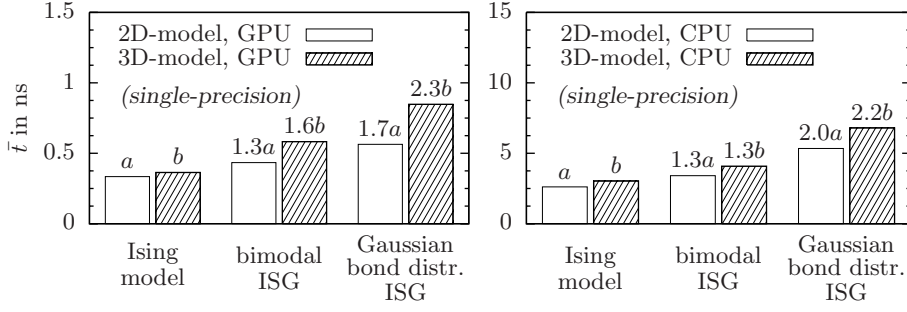 1.5
2D-model, GPU
3D-model, GPU
1
(single-precision)
2.3b
1.6b
1.7a
0.5
1.3a
a
b
0
t̄ in ns
Ising
model
bimodal
ISG
Gaussian
bond distr.
ISG
15
2D-model, CPU
3D-model, CPU
10
(single-precision)
2.2b
2.0a
5
1.3a
1.3b
a
b
0
Ising
model
bimodal
ISG
Gaussian
bond distr.
ISG